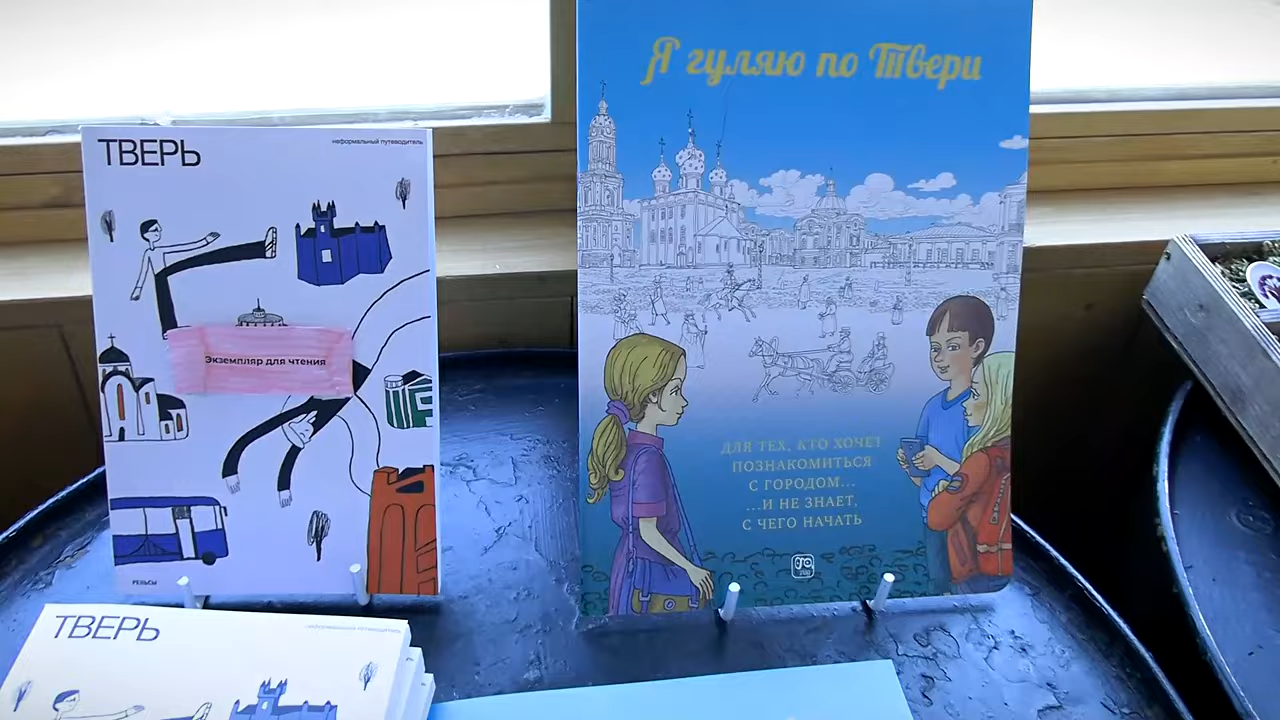 ТВЕРЬ
неформальный путеводитель
Экземпляр для чтения
РЕЛЬСЫ
Я гуляю по Твери
ДЛЯ ТЕХ, КТО ХОЧЕТ
ПОЗНАКОМИТЬСЯ
С ГОРОДОМ...
...И НЕ ЗНАЕТ,
С ЧЕГО НАЧАТЬ
ТВЕРЬ
неформальный путеводитель